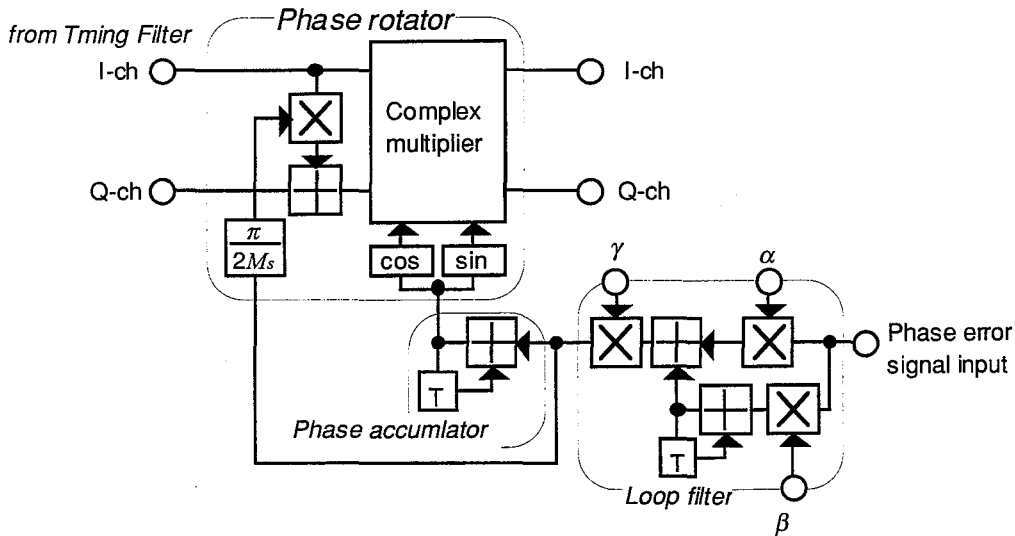 Phase rotator
from Tming Filter
I-ch
I-ch
Complex
multiplier
Q-ch
Q-ch
π
2Ms
cos
sin
γ
α
Phase error
signal input
T
Phase accumlator
T
Loop filter
β